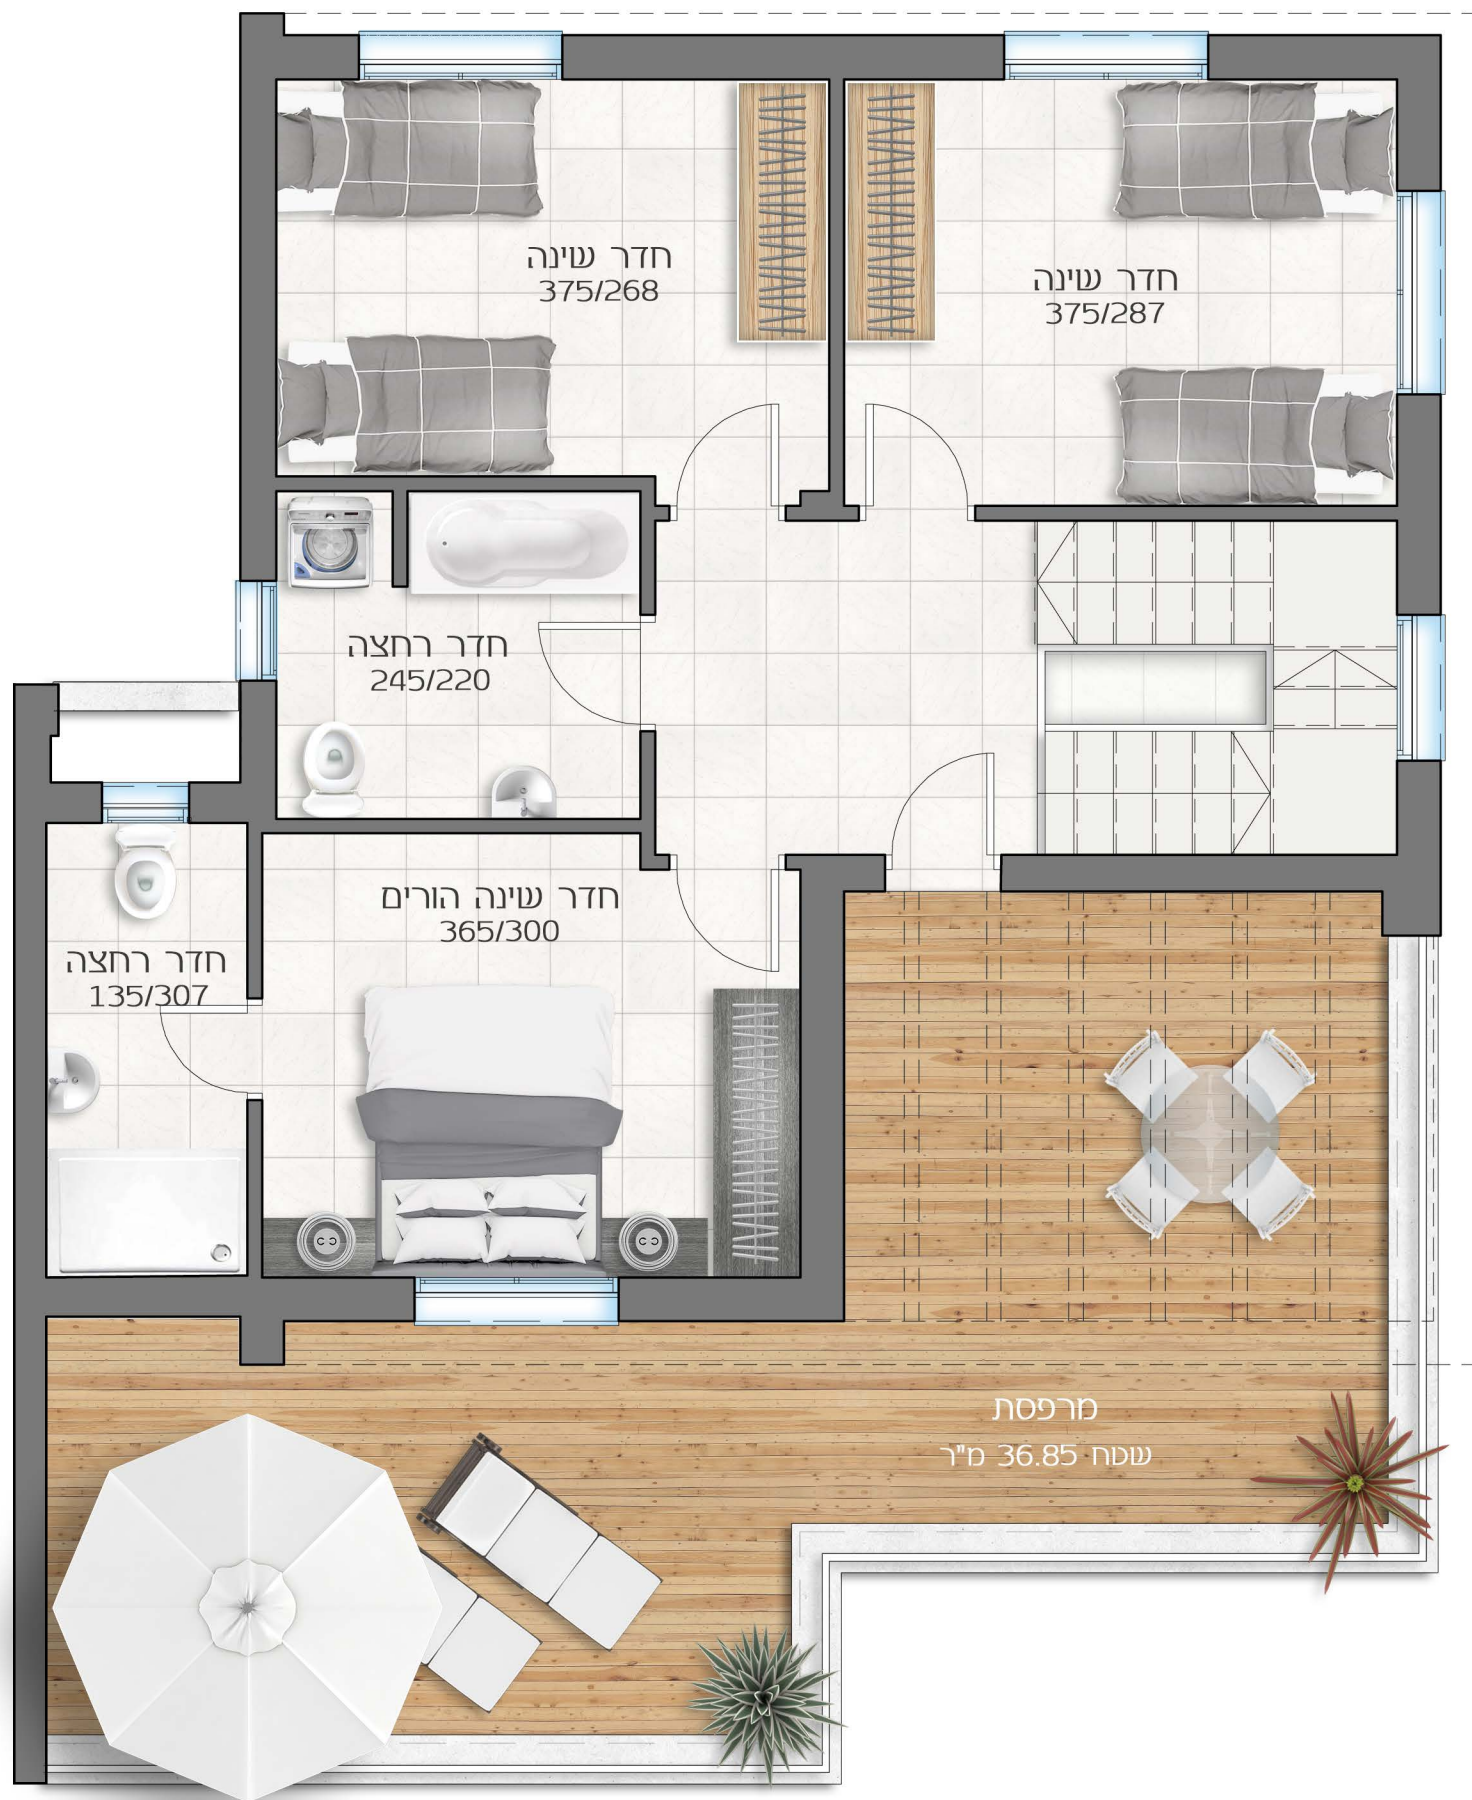 חדר שינה
375/268
חדר שינה
375/287
חדר רחצה
245/220
חדר שינה הורים
365/300
חדר רחצה
135/307
מרפסת
שטח 36.85 מ"ר